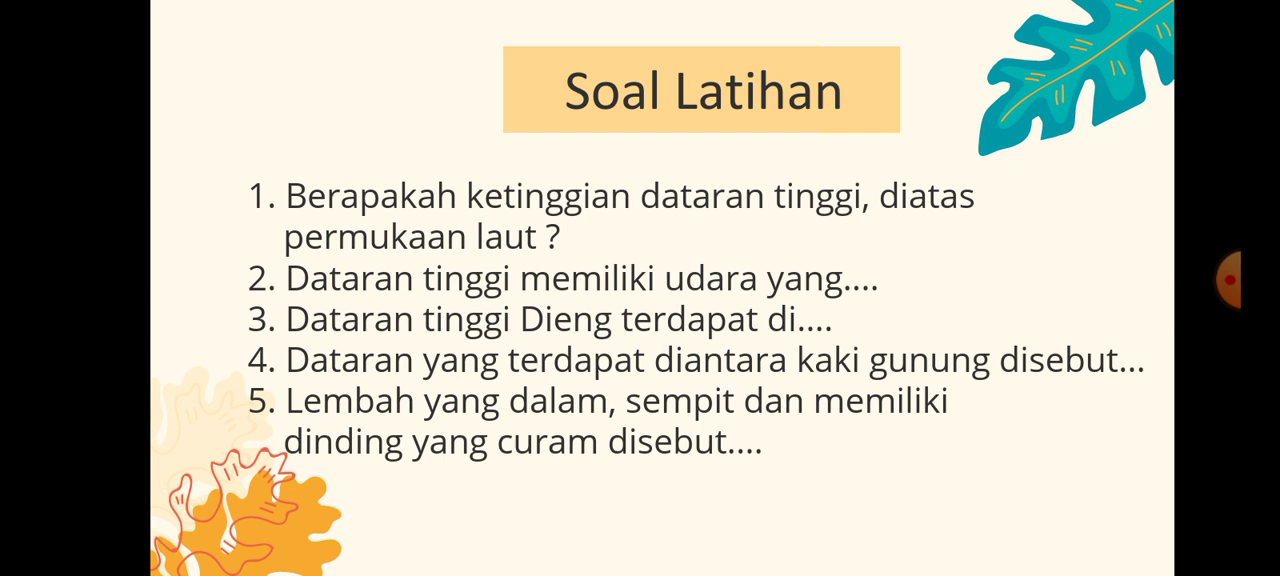 Soal Latihan
1. Berapakah ketinggian dataran tinggi, diatas
permukaan laut ?
2. Dataran tinggi memiliki udara yang....
3. Dataran tinggi Dieng terdapat di....
4. Dataran yang terdapat diantara kaki gunung disebut...
5. Lembah yang dalam, sempit dan memiliki
dinding yang curam disebut....